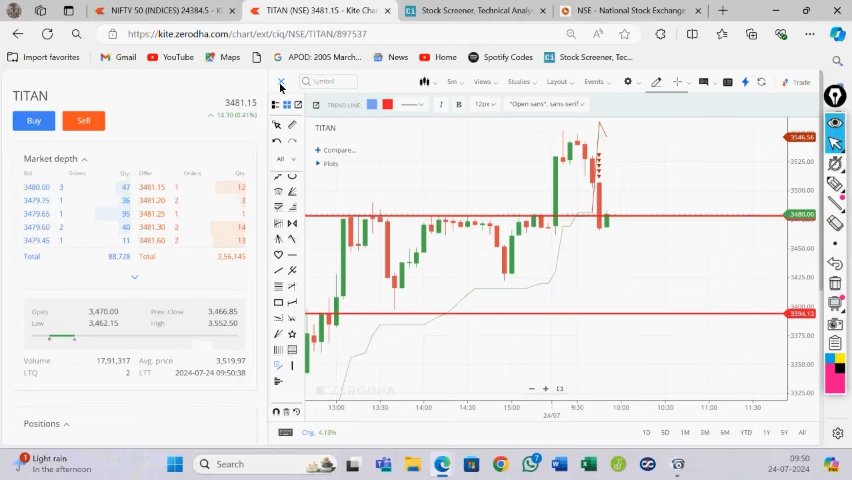 NIFTY 50 (INDICES) 24384.5 - Ki
TITAN (NSE) 3481.15 - Kite Char
Stock Screener, Technical Analys
NSE - National Stock Exchange
https://kite.zerodha.com/chart/ext/ciq/NSE/TITAN/897537
Import favorites
Gmail
YouTube
Maps
APOD: 2005 March...
News
Home
Spotify Codes
Stock Screener, Tec...
TITAN
3481.15
14.30 (0.41%)
Buy
Sell
Symbol
5m
Views
Studies
Layout
Events
Trade
TREND LINE:
I
B
12px
"Open sans", sans-serif
Market depth
Bid Orders Qty. Offer Orders Qty.
3480.00 3 47 3481.15 1 12
3479.75 1 36 3481.20 2 3
3479.65 1 95 3481.25 1 1
3479.60 2 40 3481.30 2 14
3479.45 1 11 3481.60 2 13
Total 88,728 Total 2,56,145
Open 3,470.00 Prev. Close 3,466.85
Low 3,462.15 High 3,552.50
Volume 17,91,317 Avg. price 3,519.97
LTQ 2 LTT 2024-07-24 09:50:38
Positions
All
TITAN
Compare...
Plots
3546.56
3525.00
3500.00
3480.00
3450.00
3425.00
3394.12
3375.00
3350.00
3325.00
ZERODHA
13:00 13:30 14:00 14:30 15:00 24/07 9:30 10:00 10:30 11:00 11:30
Chg. 4.13%
1D 5D 1M 3M 6M YTD 1Y 5Y All
Light rain
In the afternoon
Search
09:50
24-07-2024